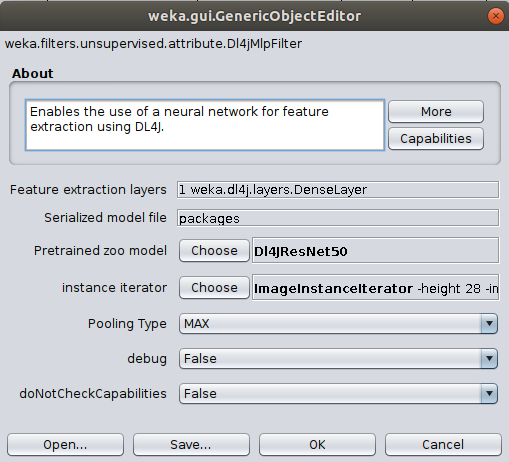 weka.gui.GenericObjectEditor
weka.filters.unsupervised.attribute.Dl4jMlpFilter
About
Enables the use of a neural network for feature
extraction using DL4J.
More
Capabilities
Feature extraction layers 1 weka.dl4j.layers.DenseLayer
Serialized model file packages
Pretrained zoo model Choose Dl4JResNet50
instance iterator Choose ImageInstanceIterator -height 28 -in
Pooling Type MAX
debug False
doNotCheckCapabilities False
Open... Save... OK Cancel